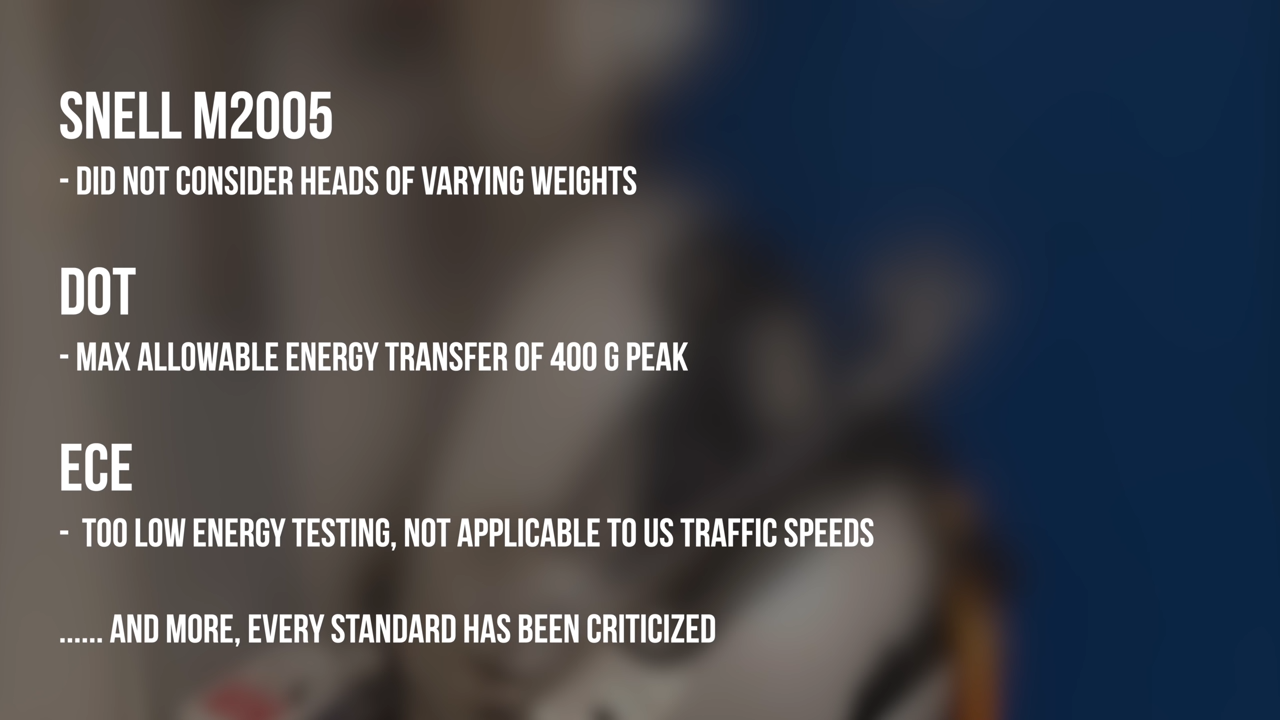 SNELL M2005
- DID NOT CONSIDER HEADS OF VARYING WEIGHTS
DOT
- MAX ALLOWABLE ENERGY TRANSFER OF 400 G PEAK
ECE
- TOO LOW ENERGY TESTING, NOT APPLICABLE TO US TRAFFIC SPEEDS
...... AND MORE, EVERY STANDARD HAS BEEN CRITICIZED